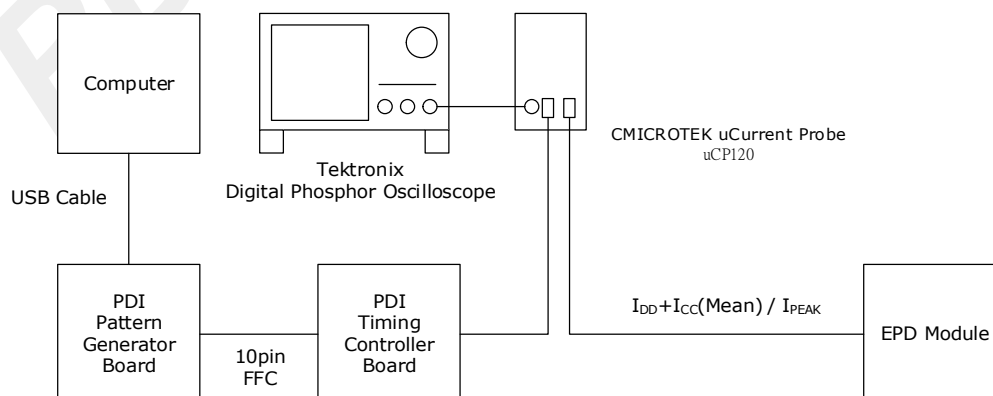 Computer
Tektronix
Digital Phosphor Oscilloscope
CMICROTEK uCurrent Probe
uCP120
USB Cable
PDI
Pattern
Generator
Board
10pin
FFC
PDI
Timing
Controller
Board
IDD+ICC(Mean) / IPEAK
EPD Module